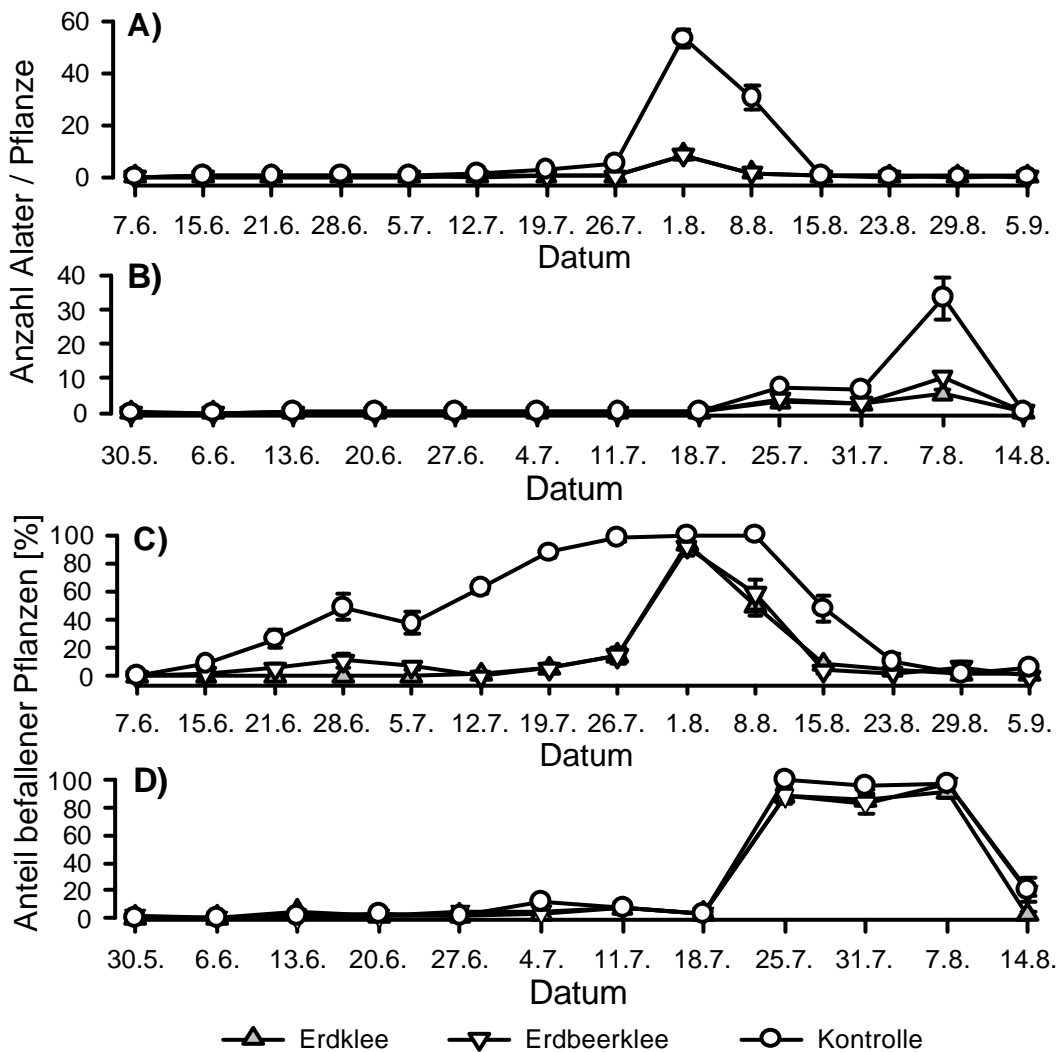 Anzahl Alater / Pflanze
A)
60
40
20
0
7.6. 15.6. 21.6. 28.6. 5.7. 12.7. 19.7. 26.7. 1.8. 8.8. 15.8. 23.8. 29.8. 5.9.
Datum
B)
40
30
20
10
0
30.5. 6.6. 13.6. 20.6. 27.6. 4.7. 11.7. 18.7. 25.7. 31.7. 7.8. 14.8.
Datum
Anteil befallener Pflanzen [%]
C)
100
80
60
40
20
0
7.6. 15.6. 21.6. 28.6. 5.7. 12.7. 19.7. 26.7. 1.8. 8.8. 15.8. 23.8. 29.8. 5.9.
Datum
D)
100
80
60
40
20
0
30.5. 6.6. 13.6. 20.6. 27.6. 4.7. 11.7. 18.7. 25.7. 31.7. 7.8. 14.8.
Datum
Erdklee Erdbeerklee Kontrolle